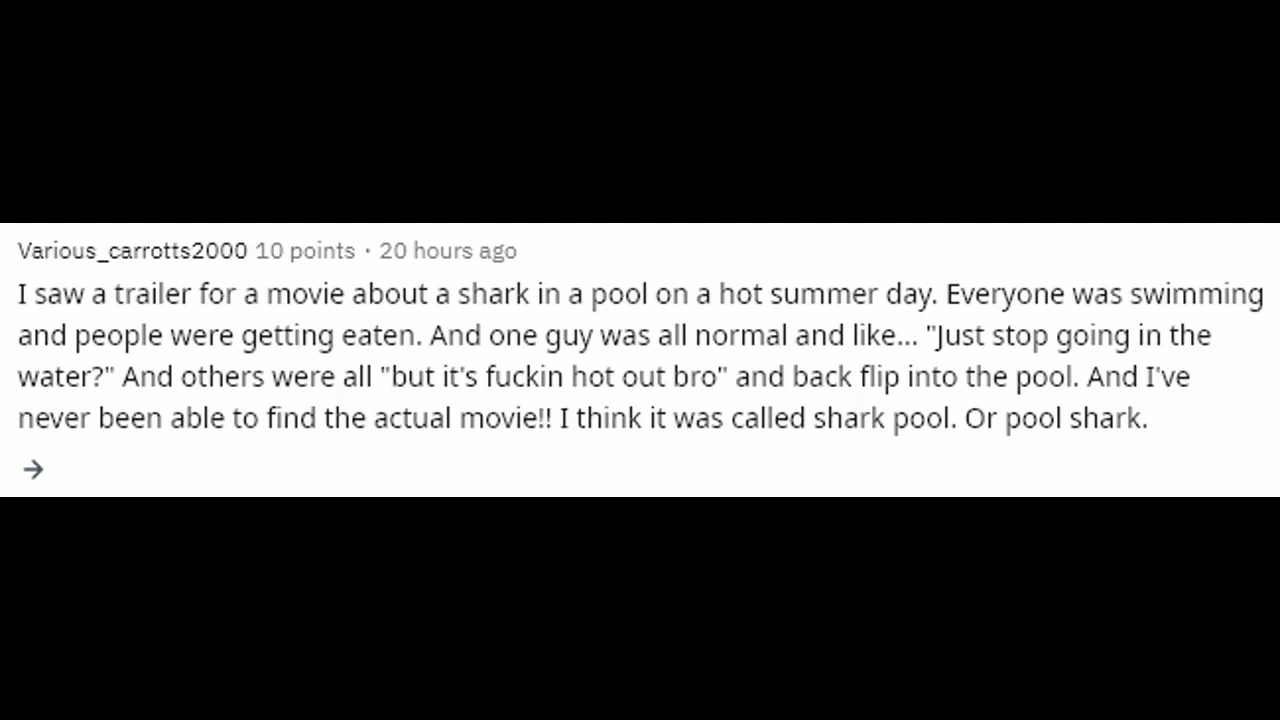 Various_carrotts2000 10 points · 20 hours ago
I saw a trailer for a movie about a shark in a pool on a hot summer day. Everyone was swimming
and people were getting eaten. And one guy was all normal and like... "Just stop going in the
water?" And others were all "but it's fuckin hot out bro" and back flip into the pool. And I've
never been able to find the actual movie!! I think it was called shark pool. Or pool shark.